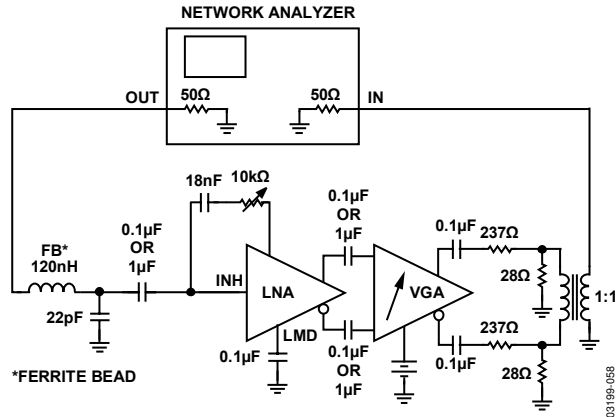 NETWORK ANALYZER
OUT
50Ω
50Ω
IN
18nF
10kΩ
FB*
120nH
0.1µF
OR
1µF
0.1µF
OR
1µF
0.1µF
237Ω
28Ω
1:1
INH
LNA
VGA
22pF
LMD
0.1µF
0.1µF
OR
1µF
0.1µF
237Ω
28Ω
*FERRITE BEAD
03199-058